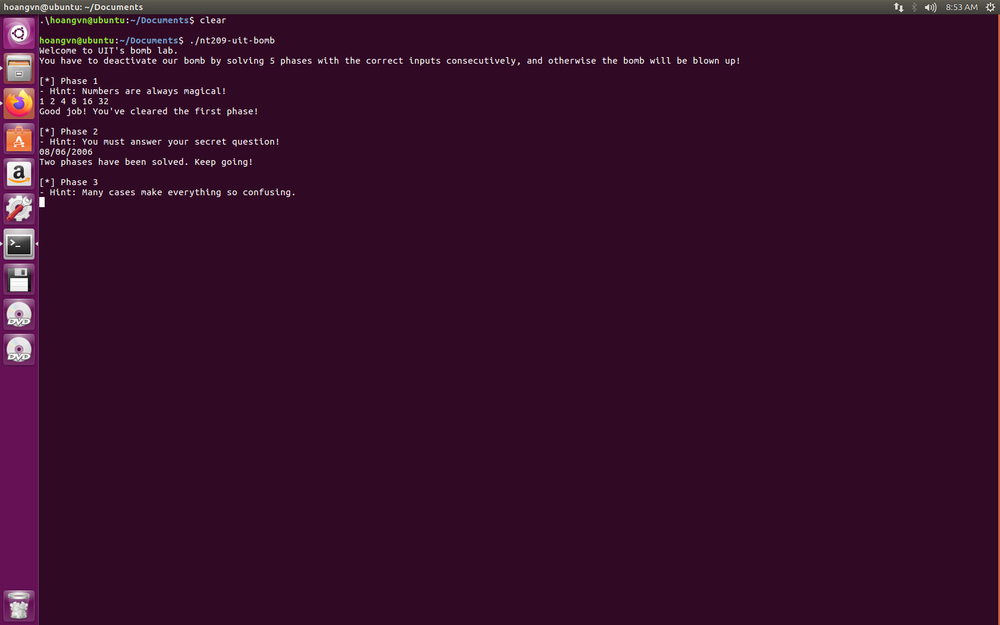 hoangvn@ubuntu: ~/Documents
8:53 AM
.\hoangvn@ubuntu:~/Documents$ clear
hoangvn@ubuntu:~/Documents$ ./nt209-uit-bomb
Welcome to UIT's bomb lab.
You have to deactivate our bomb by solving 5 phases with the correct inputs consecutively, and otherwise the bomb will be blown up!
[*] Phase 1
- Hint: Numbers are always magical!
1 2 4 8 16 32
Good job! You've cleared the first phase!
[*] Phase 2
- Hint: You must answer your secret question!
08/06/2006
Two phases have been solved. Keep going!
[*] Phase 3
- Hint: Many cases make everything so confusing.
DVD
DVD